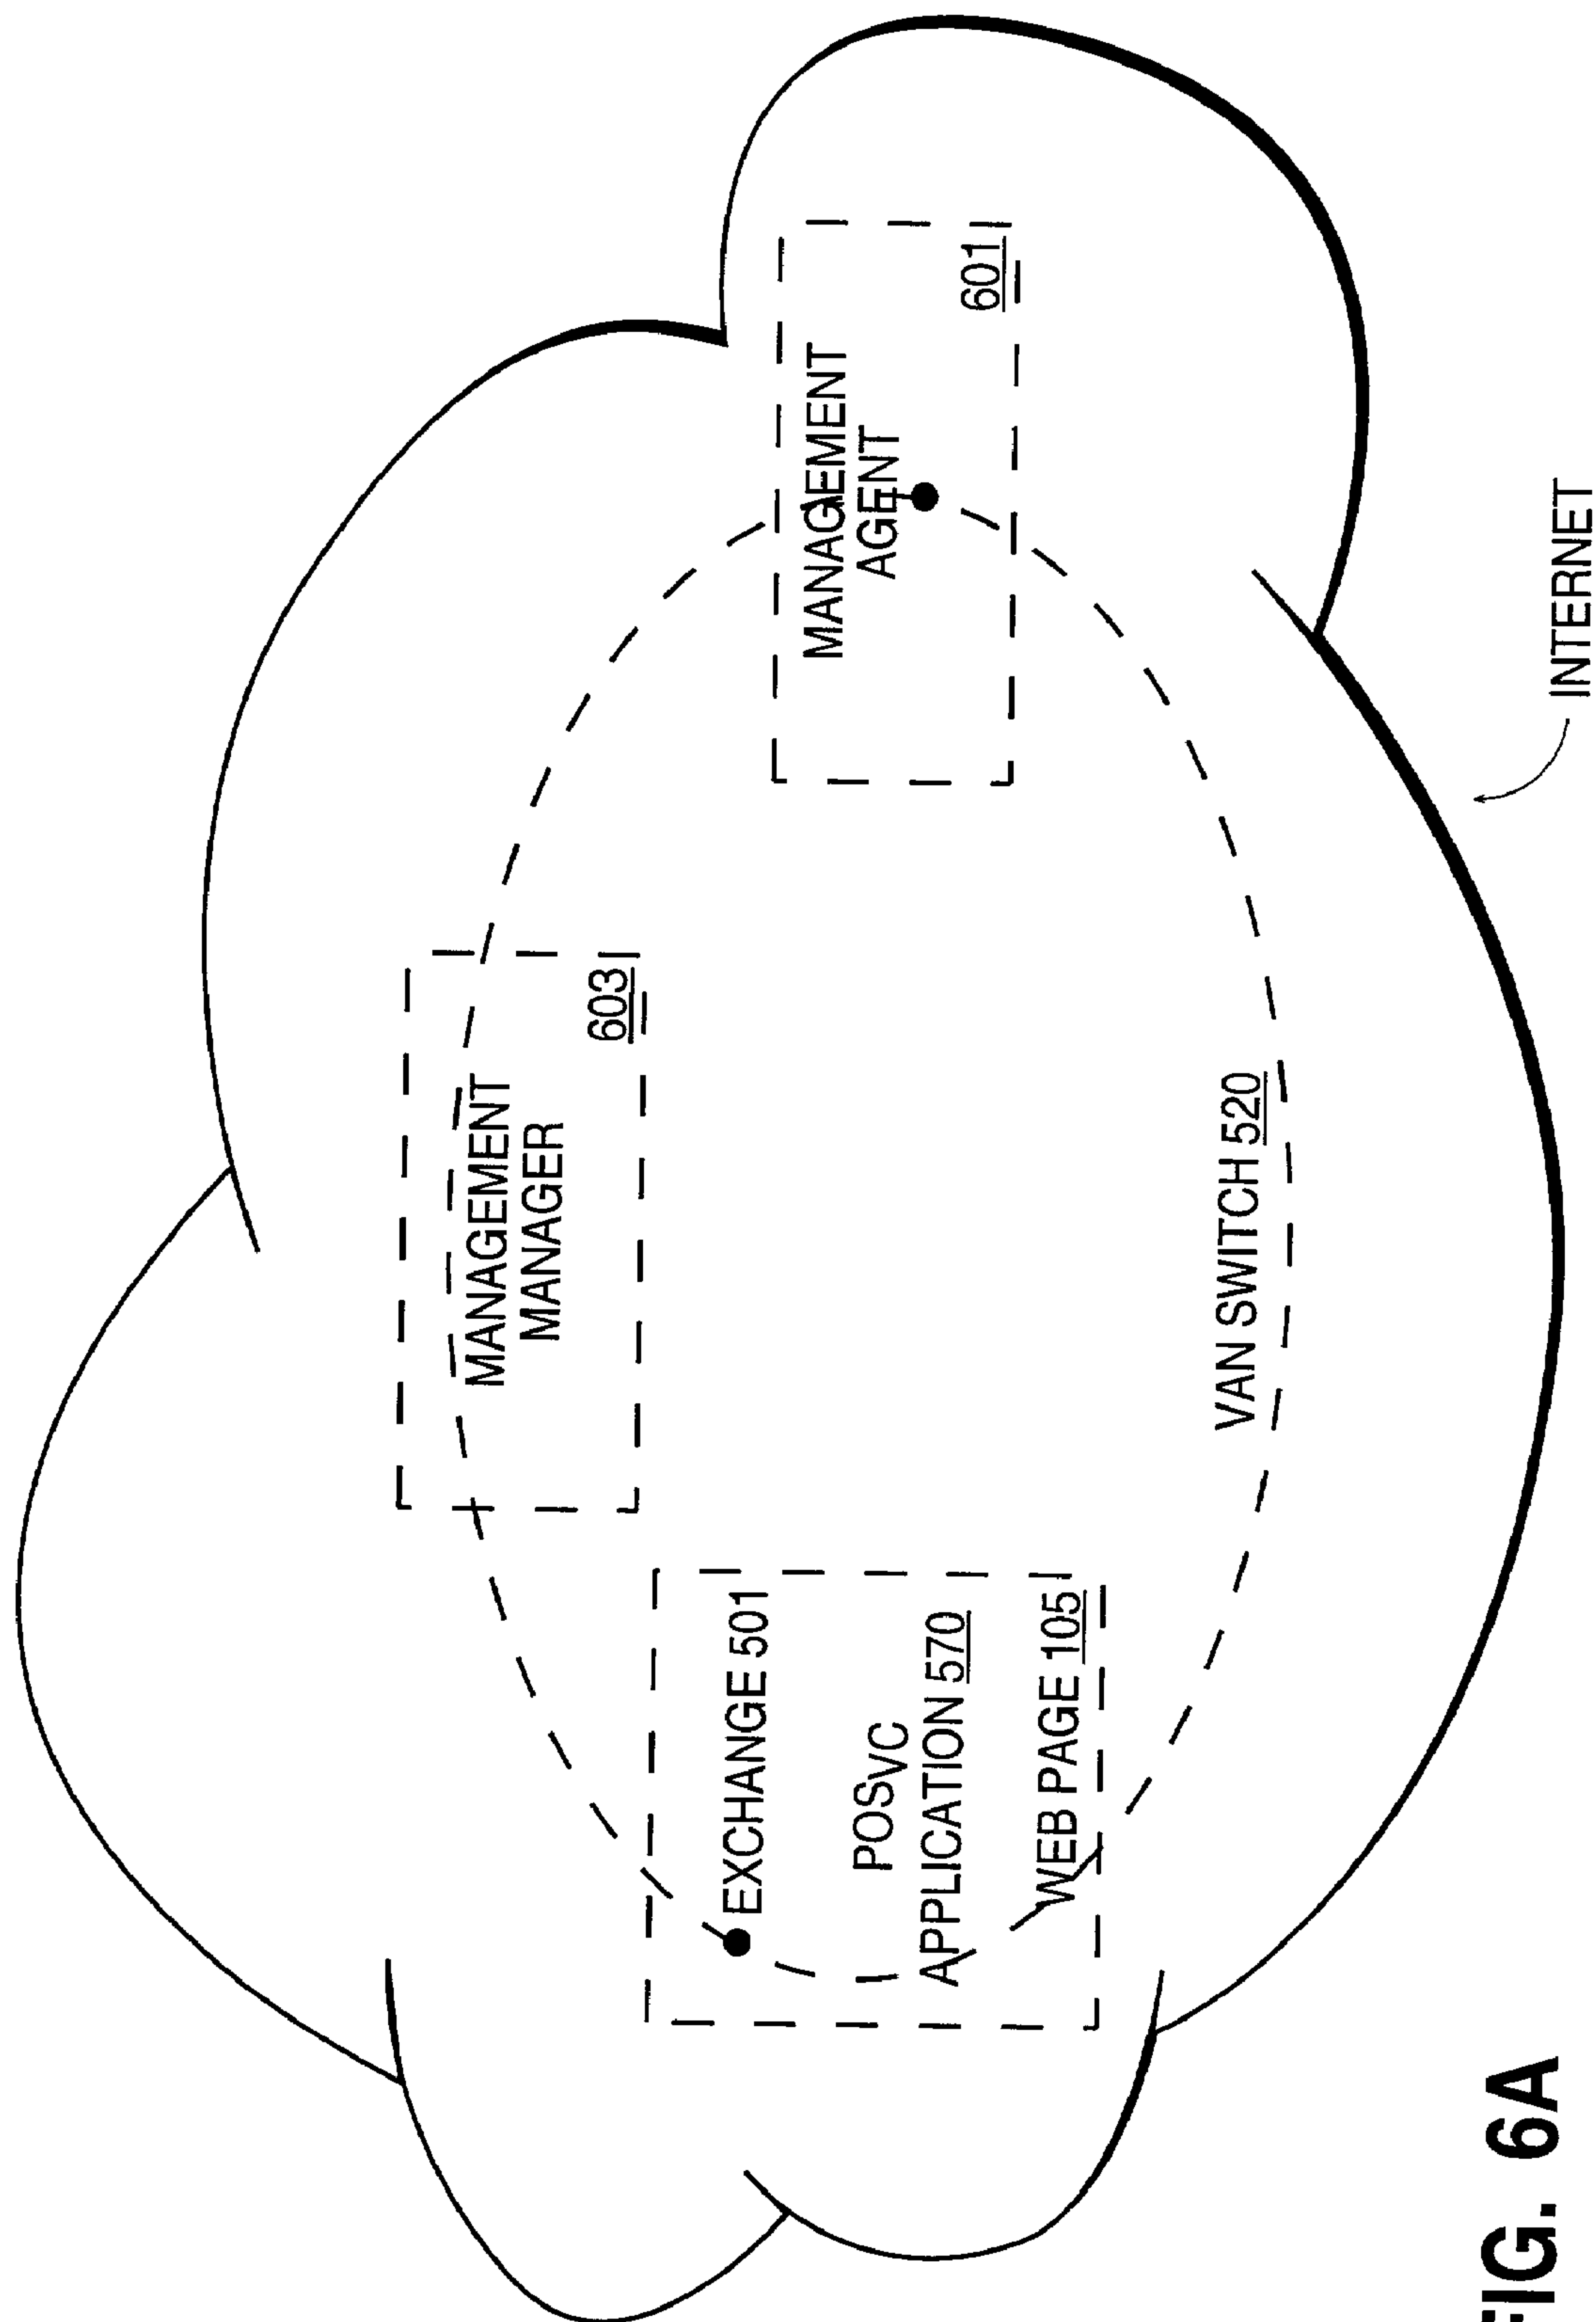 MANAGEMENT
MANAGER
603
MANAGEMENT
AGENT
601
EXCHANGE 501
POSVC
APPLICATION 570
WEB PAGE 105
VAN SWITCH 520
INTERNET
FIG. 6A